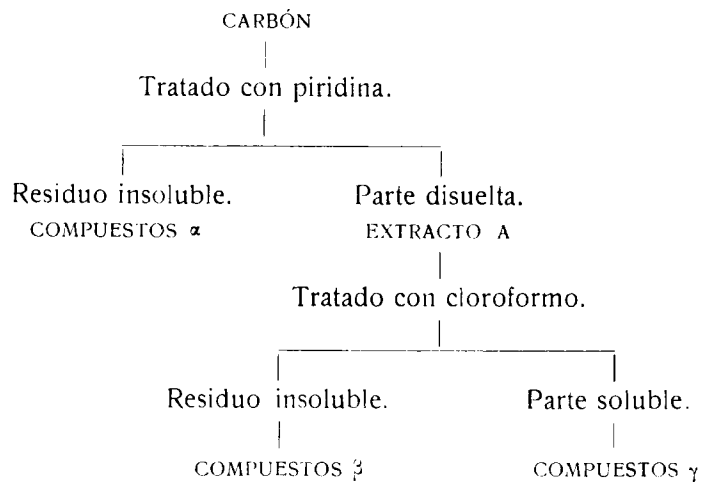 CARBÓN
Tratado con piridina.
Residuo insoluble. Parte disuelta.
COMPUESTOS α EXTRACTO A
Tratado con cloroformo.
Residuo insoluble. Parte soluble.
COMPUESTOS β COMPUESTOS γ